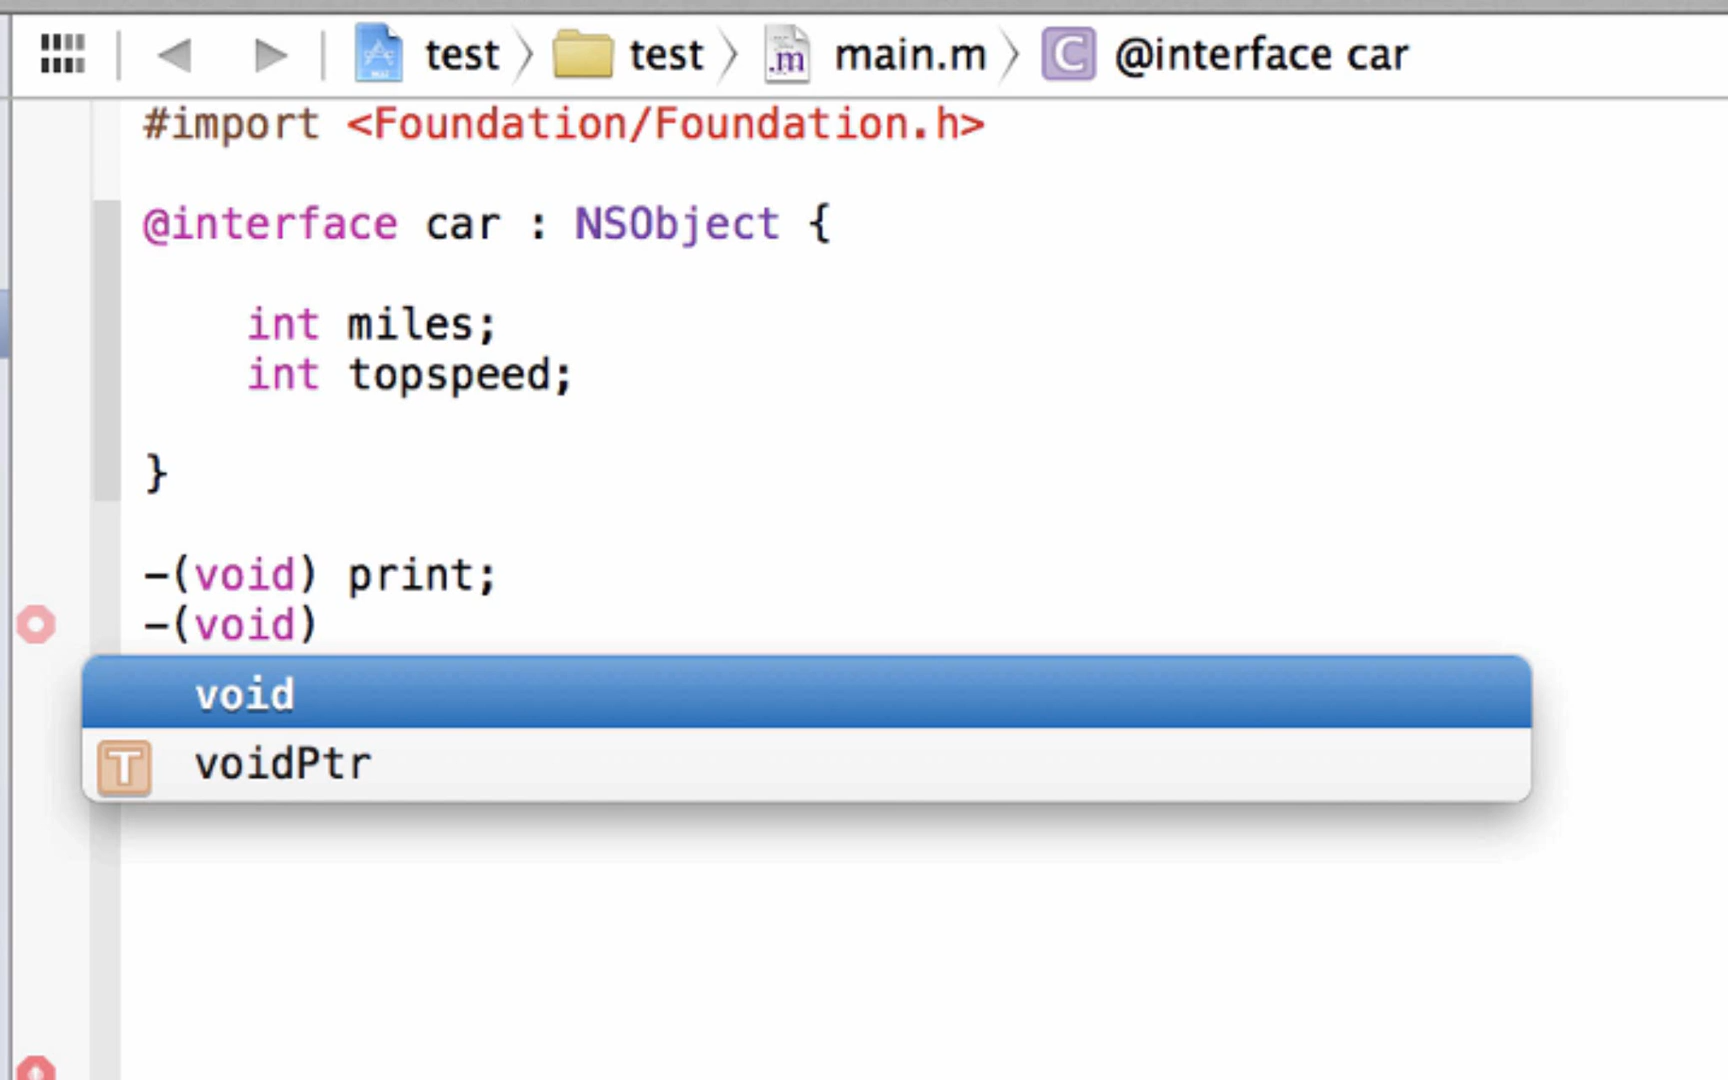 test test main.m C @interface car
#import <Foundation/Foundation.h>
@interface car : NSObject {
int miles;
int topspeed;
}
-(void) print;
-(void)
void
T voidPtr